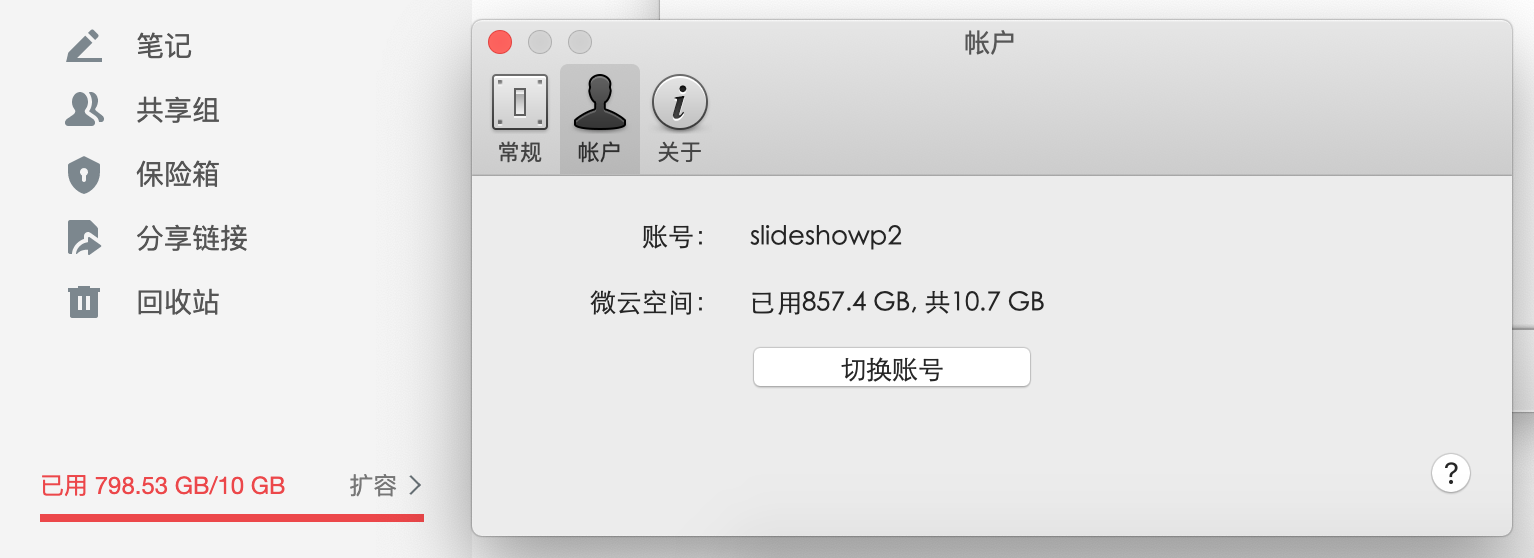 笔记
共享组
保险箱
分享链接
回收站
已用 798.53 GB/10 GB 扩容
帐户
常规 帐户 关于
账号： slideshowp2
微云空间： 已用857.4 GB, 共10.7 GB
切换账号
?